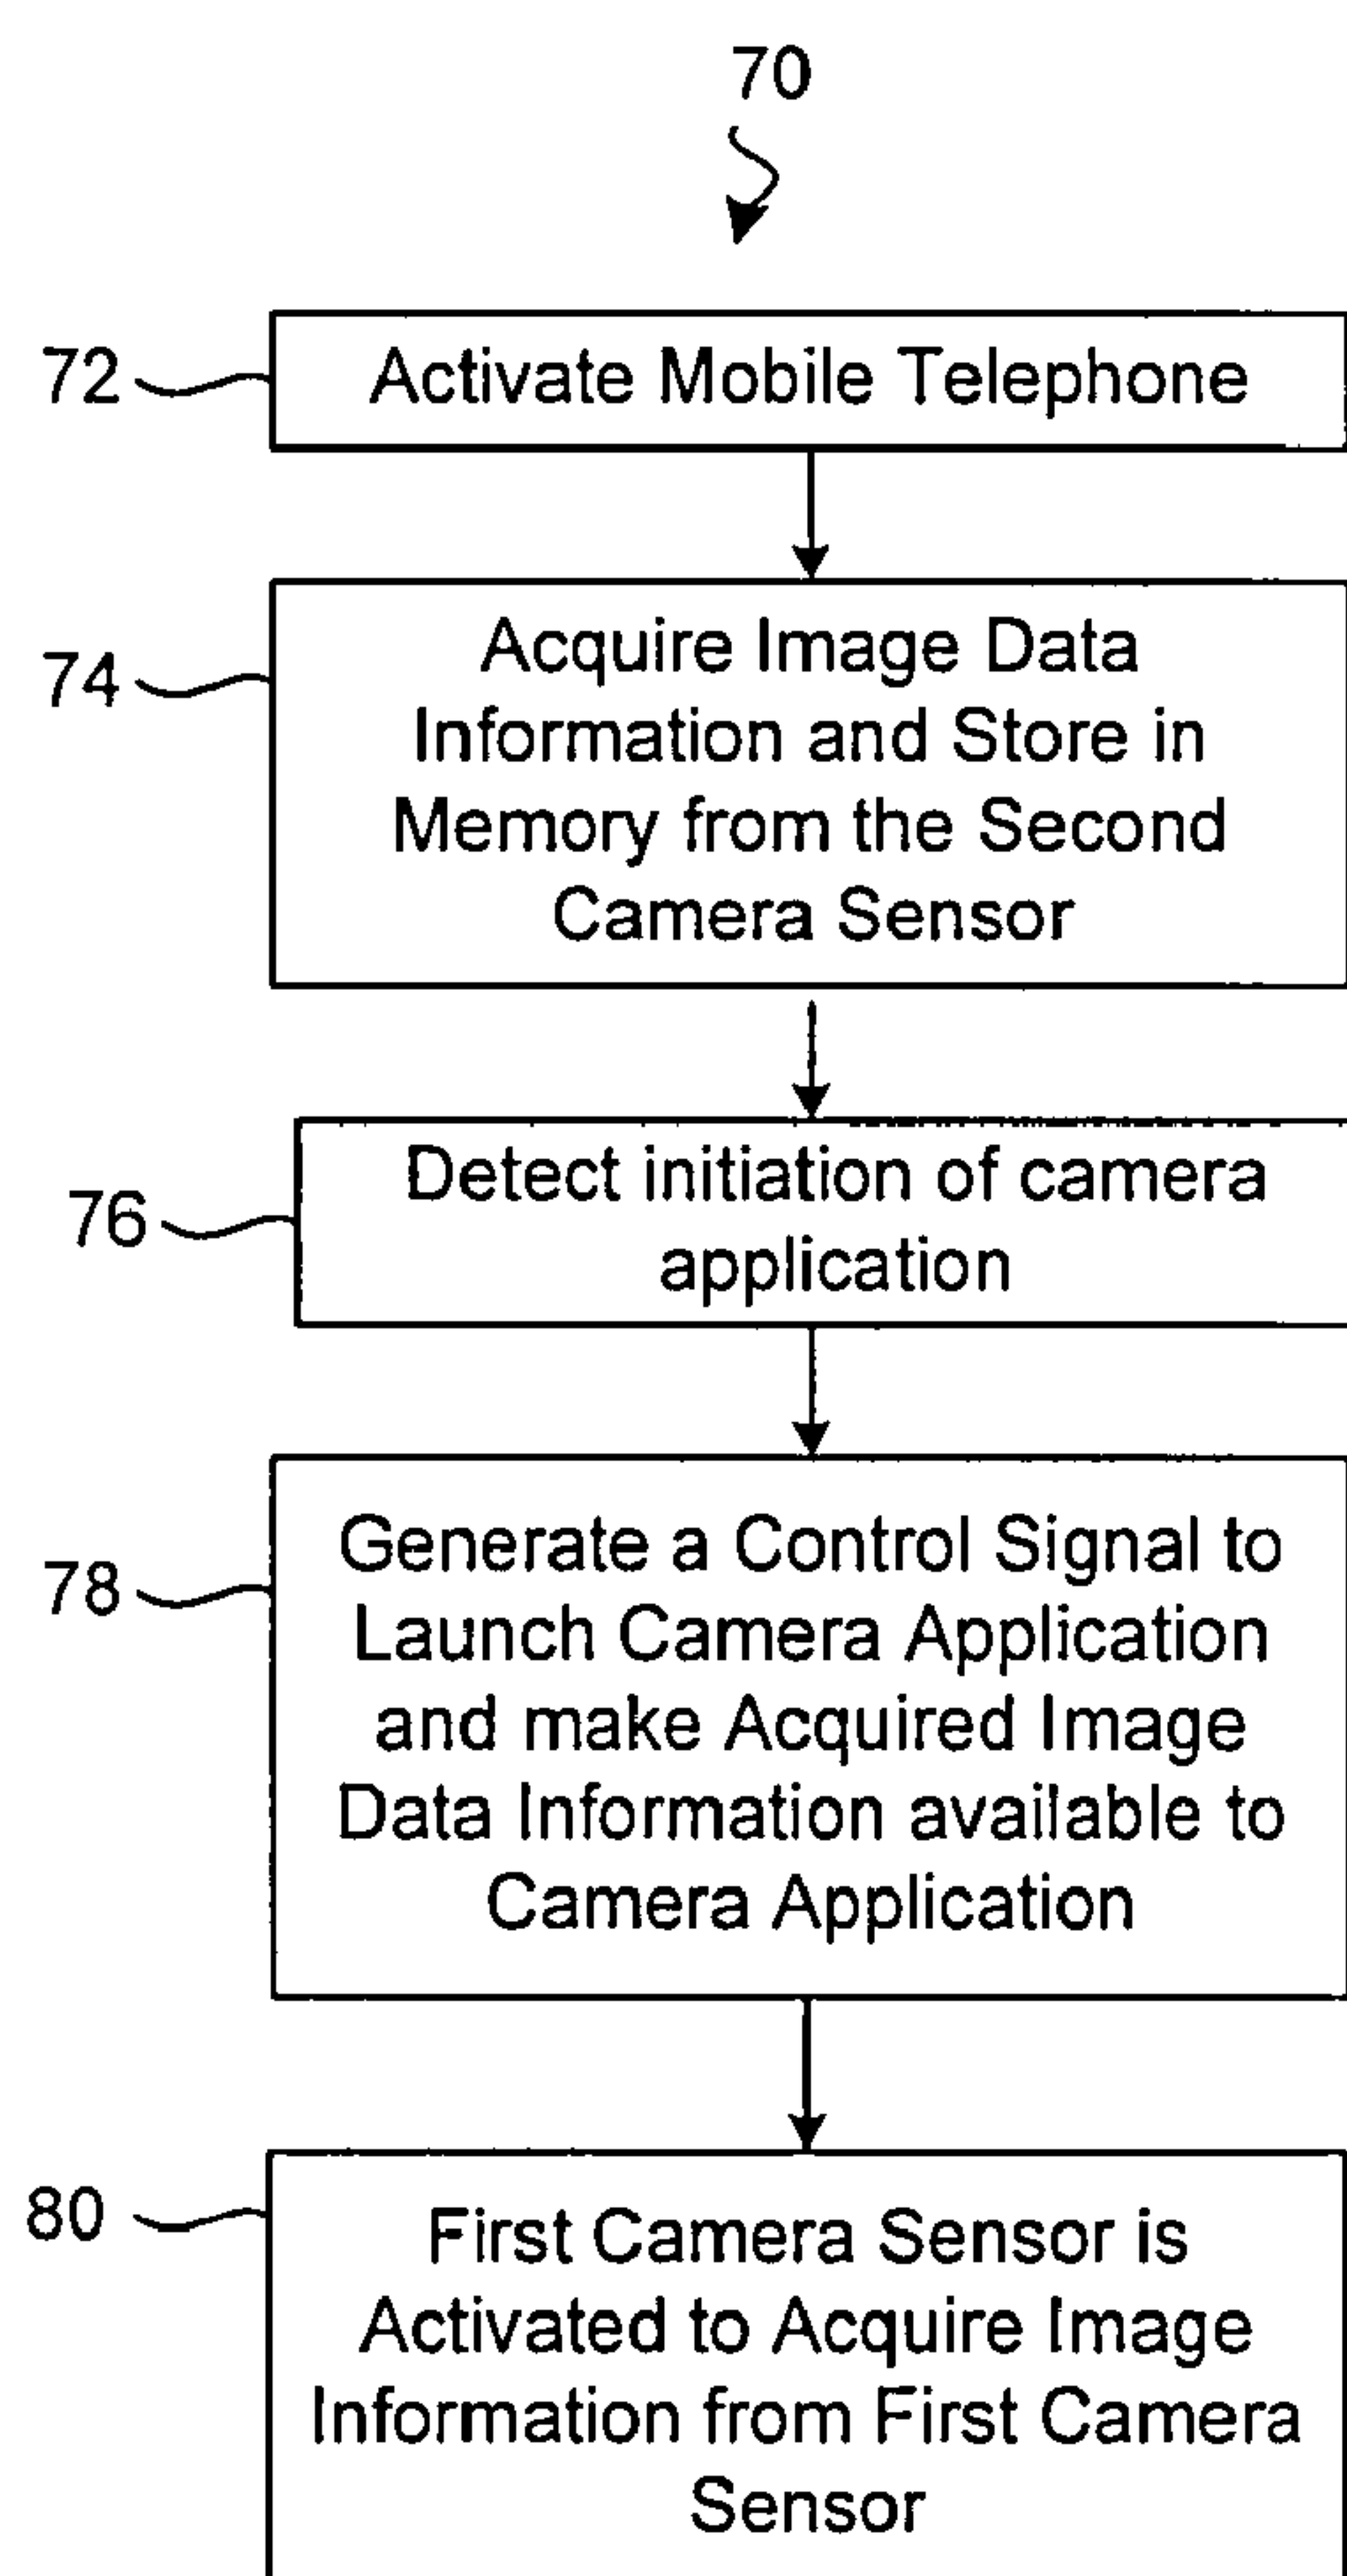 70
72
Activate Mobile Telephone
74
Acquire Image Data
Information and Store in
Memory from the Second
Camera Sensor
76
Detect initiation of camera
application
78
Generate a Control Signal to
Launch Camera Application
and make Acquired Image
Data Information available to
Camera Application
80
First Camera Sensor is
Activated to Acquire Image
Information from First Camera
Sensor